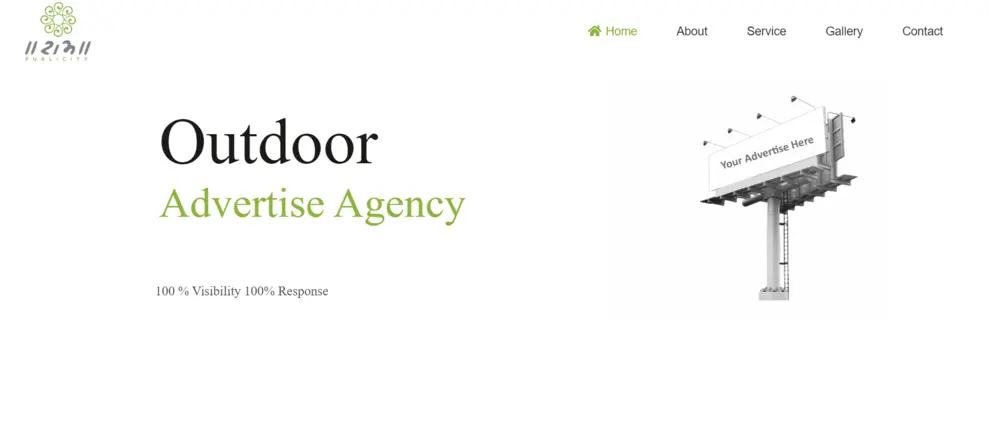 ॥ રામ ॥
PUBLICITY
Home About Service Gallery Contact
Outdoor
Advertise Agency
Your Advertise Here
100 % Visibility 100% Response